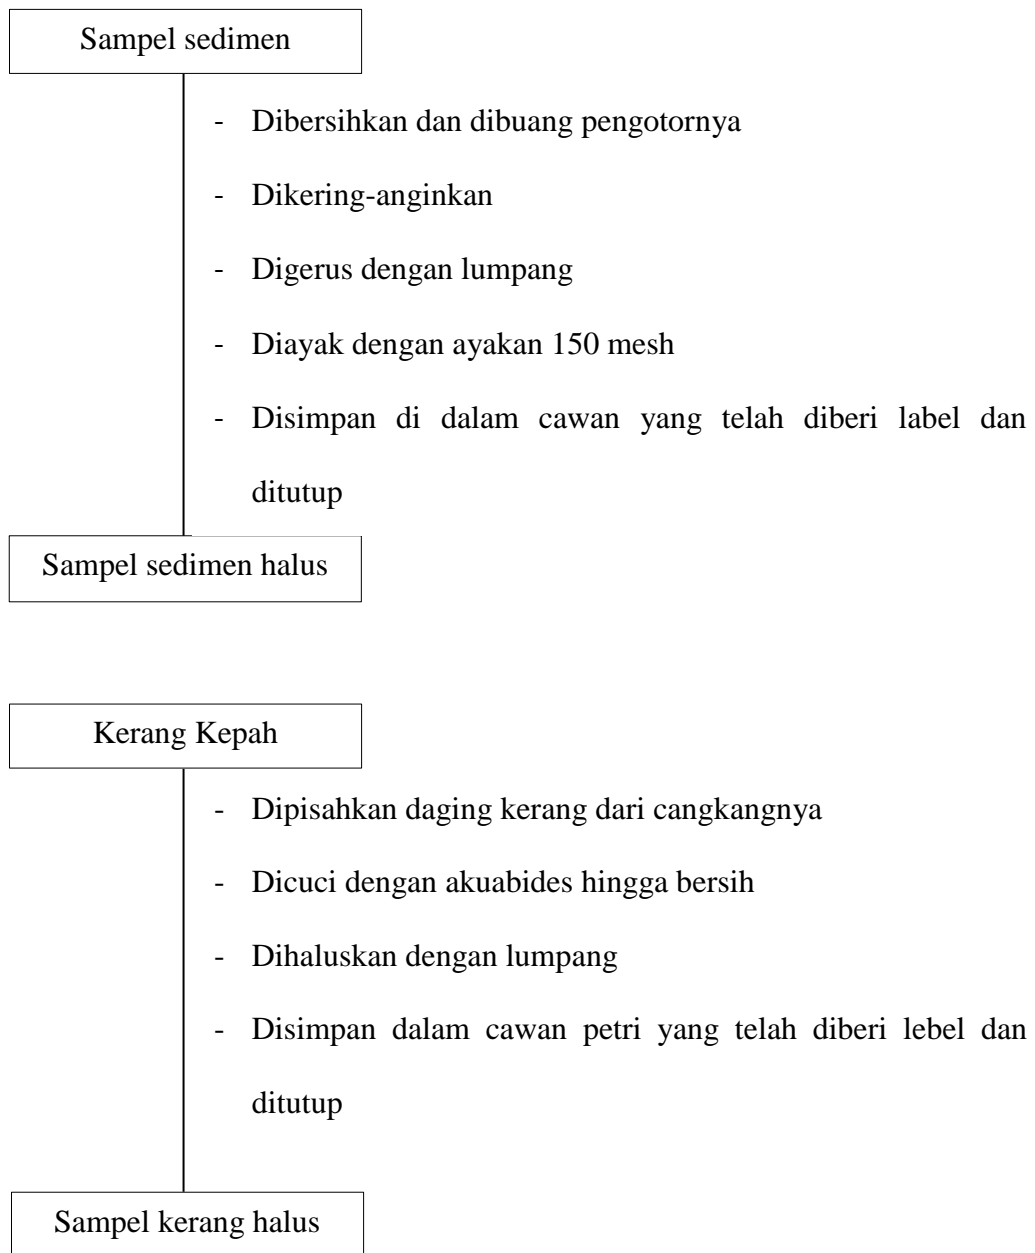 Sampel sedimen
- Dibersihkan dan dibuang pengotornya
- Dikering-anginkan
- Digerus dengan lumpang
- Diayak dengan ayakan 150 mesh
- Disimpan di dalam cawan yang telah diberi label dan
ditutup
Sampel sedimen halus
Kerang Kepah
- Dipisahkan daging kerang dari cangkangnya
- Dicuci dengan akuabides hingga bersih
- Dihaluskan dengan lumpang
- Disimpan dalam cawan petri yang telah diberi lebel dan
ditutup
Sampel kerang halus